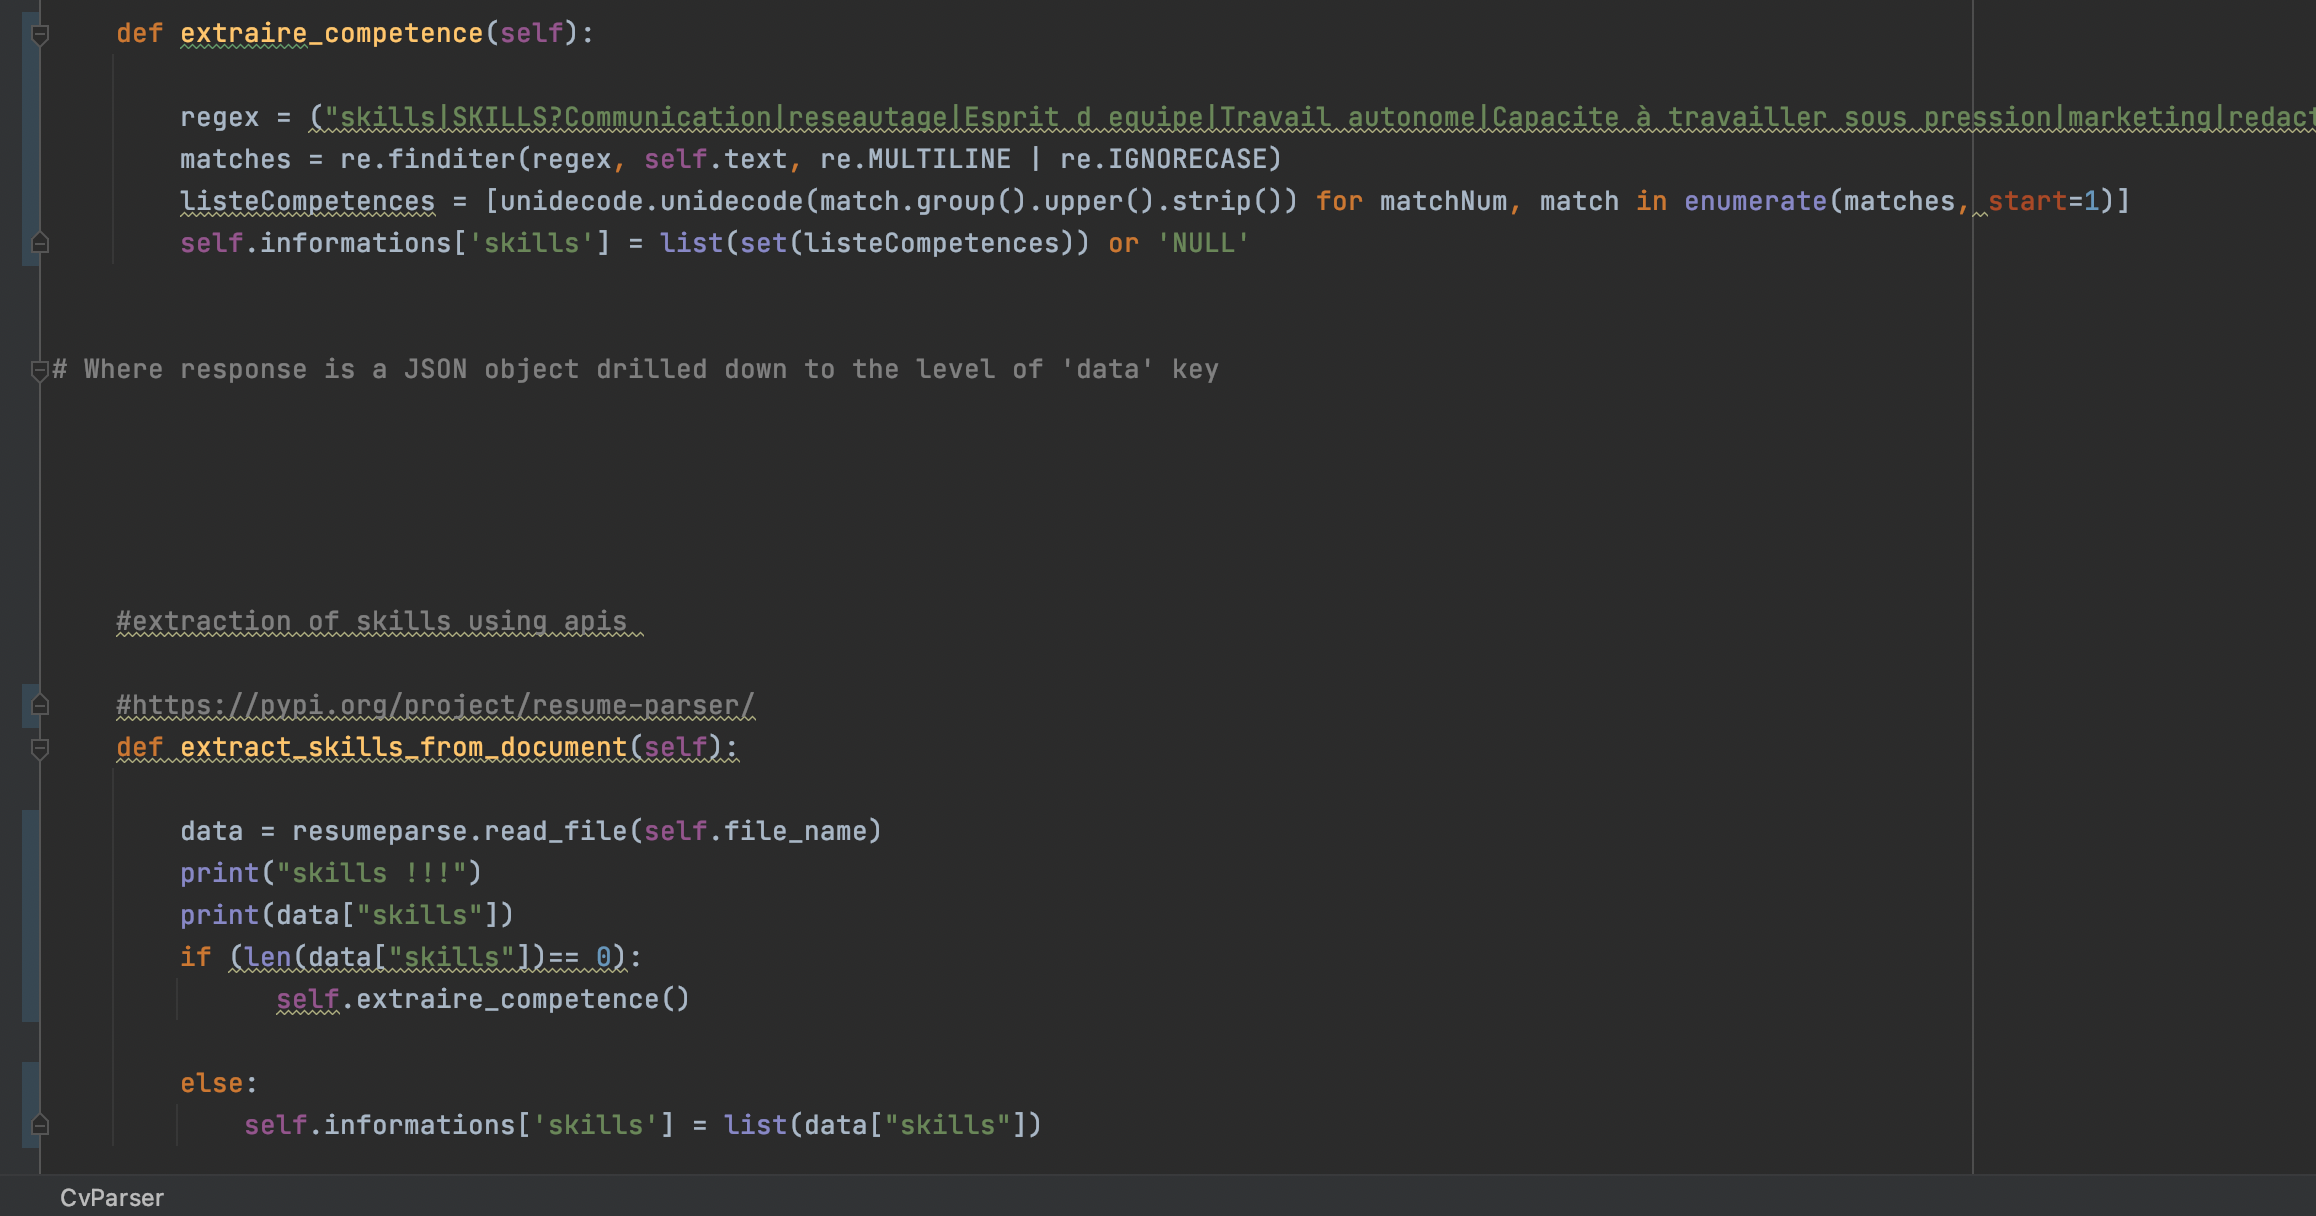 def extraire_competence(self):
regex = ("skills|SKILLS?Communication|reseautage|Esprit d equipe|Travail autonome|Capacite à travailler sous pression|marketing|redact
matches = re.finditer(regex, self.text, re.MULTILINE | re.IGNORECASE)
listeCompetences = [unidecode.unidecode(match.group().upper().strip()) for matchNum, match in enumerate(matches, start=1)]
self.informations['skills'] = list(set(listeCompetences)) or 'NULL'
# Where response is a JSON object drilled down to the level of 'data' key
#extraction of skills using apis
#https://pypi.org/project/resume-parser/
def extract_skills_from_document(self):
data = resumeparse.read_file(self.file_name)
print("skills !!!")
print(data["skills"])
if (len(data["skills"])== 0):
self.extraire_competence()
else:
self.informations['skills'] = list(data["skills"])
CvParser